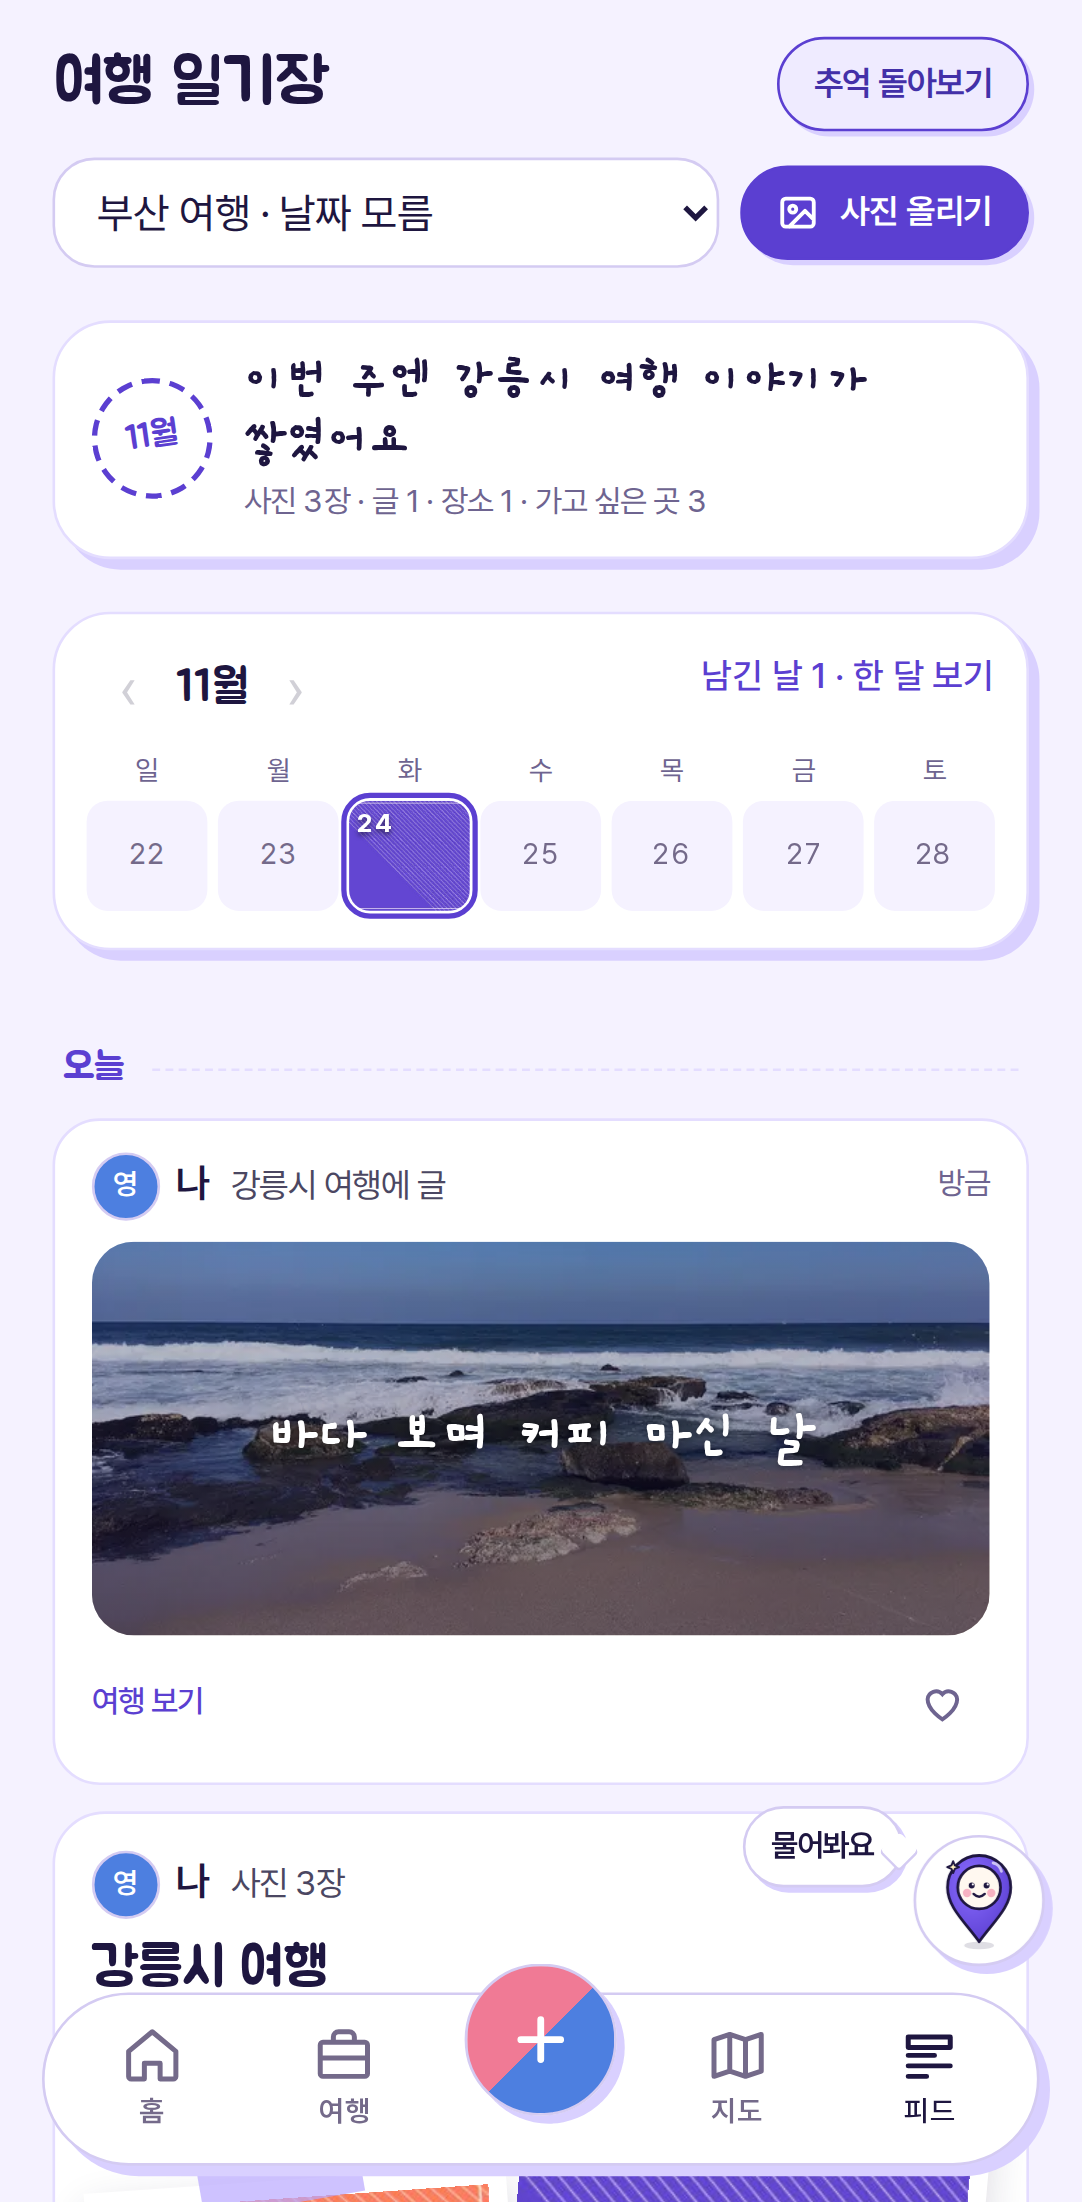 여행 일기장
추억 돌아보기
부산 여행 · 날짜 모름
사진 올리기
11월
이번 주엔 강릉시 여행 이야기가
쌓였어요
사진 3장 · 글 1 · 장소 1 · 가고 싶은 곳 3
‹ 11월 ›
남긴 날 1 · 한 달 보기
일 월 화 수 목 금 토
22 23 24 25 26 27 28
오늘
영 나 강릉시 여행에 글
방금
바다 보며 커피 마신 날
여행 보기
물어봐요
영 나 사진 3장
강릉시 여행
홈 여행 지도 피드